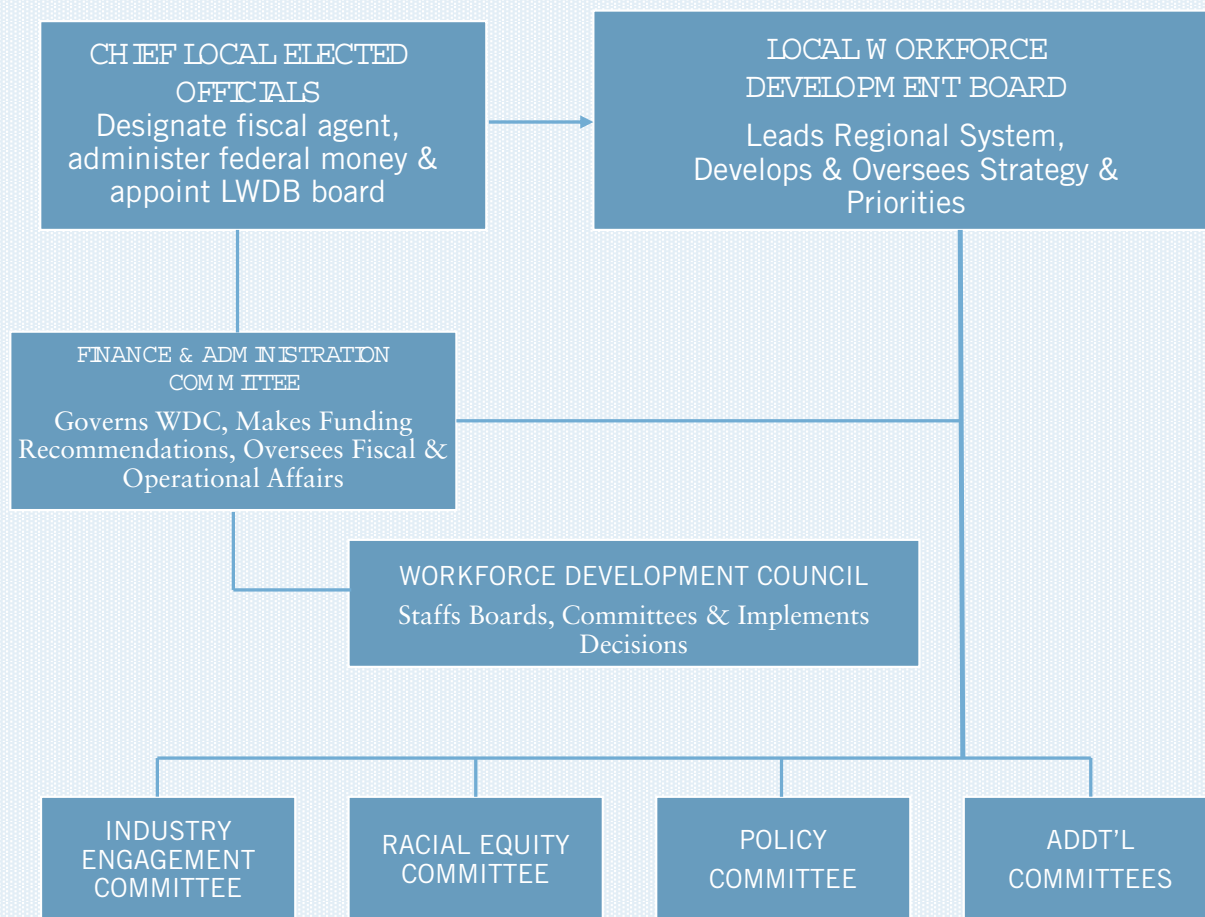 CHIEF LOCAL ELECTED
OFFICIALS
Designate fiscal agent,
administer federal money &
appoint LWDB board
LOCAL WORKFORCE
DEVELOPMENT BOARD
Leads Regional System,
Develops & Oversees Strategy &
Priorities
FINANCE & ADMINISTRATION
COMMITTEE
Governs WDC, Makes Funding
Recommendations, Oversees Fiscal &
Operational Affairs
WORKFORCE DEVELOPMENT COUNCIL
Staffs Boards, Committees & Implements
Decisions
INDUSTRY
ENGAGEMENT
COMMITTEE
RACIAL EQUITY
COMMITTEE
POLICY
COMMITTEE
ADDT’L
COMMITTEES